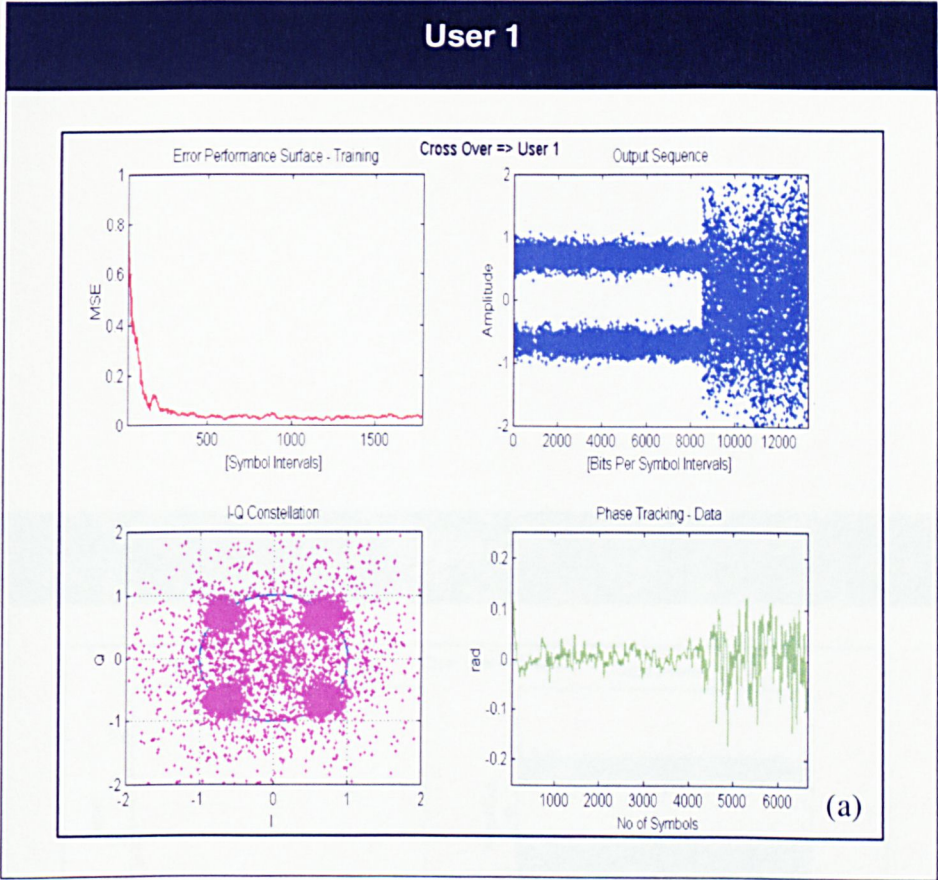 User 1
Cross Over => User 1
Error Performance Surface - Training
1
0.8
0.6
0.4
0.2
0
MSE
500
1000
1500
[Symbol Intervals]
Output Sequence
2
1
0
-1
-2
Amplitude
0
2000
4000
6000
8000
10000
12000
[Bits Per Symbol Intervals]
I-Q Constellation
2
1
0
-1
-2
Q
-2
-1
0
1
2
I
Phase Tracking - Data
0.2
0.1
0
-0.1
-0.2
rad
1000
2000
3000
4000
5000
6000
No of Symbols
(a)